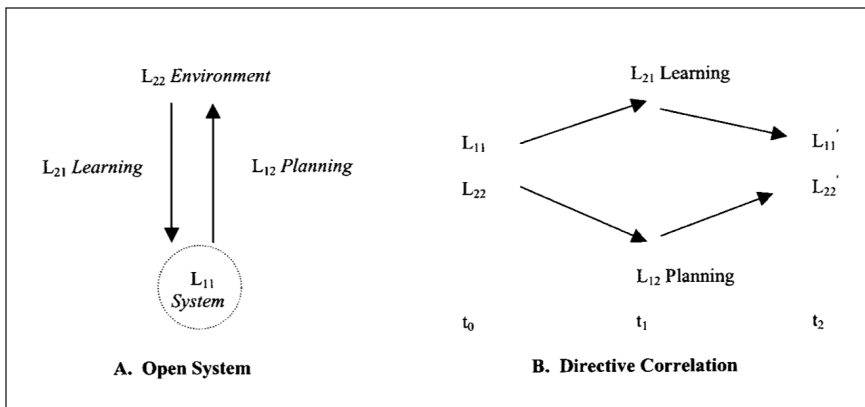 L₂₂ Environment
L₂₁ Learning
L₁₂ Planning
L₁₁
System
A. Open System
L₂₁ Learning
L₁₁
L₁₁'
L₂₂
L₂₂'
L₁₂ Planning
t₀
t₁
t₂
B. Directive Correlation